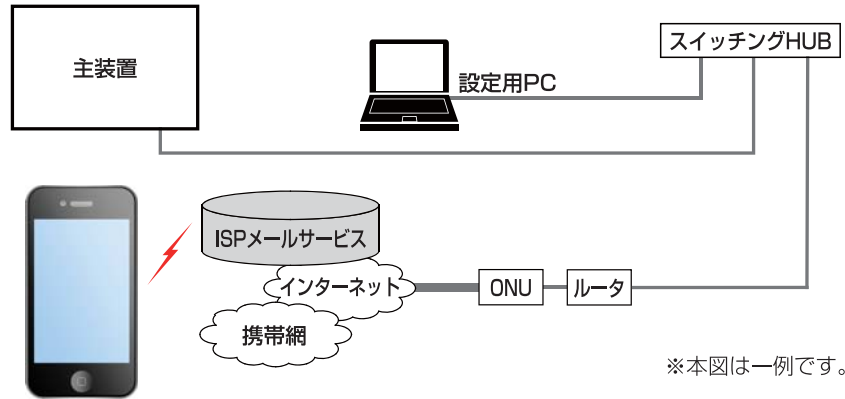 主装置
設定用PC
スイッチングHUB
ISPメールサービス
インターネット
ONU
ルータ
携帯網
※本図は一例です。